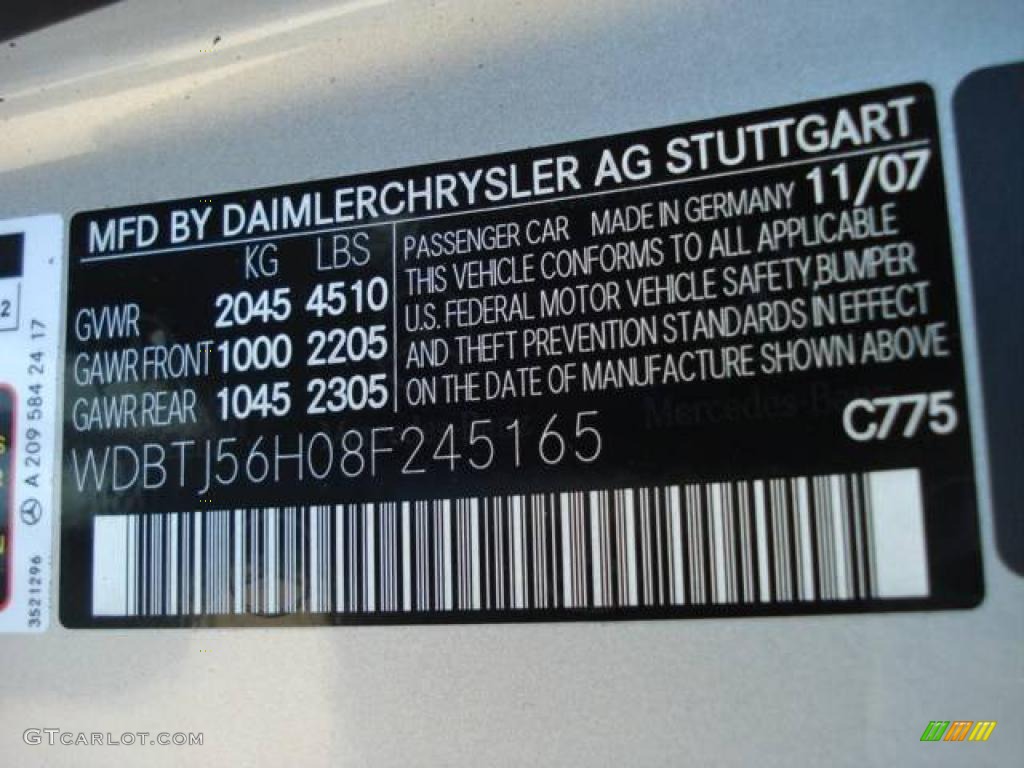 MFD BY DAIMLERCHRYSLER AG STUTTGART
KG LBS
GVWR 2045 4510
GAWR FRONT 1000 2205
GAWR REAR 1045 2305
PASSENGER CAR MADE IN GERMANY 11/07
THIS VEHICLE CONFORMS TO ALL APPLICABLE
U.S. FEDERAL MOTOR VEHICLE SAFETY, BUMPER
AND THEFT PREVENTION STANDARDS IN EFFECT
ON THE DATE OF MANUFACTURE SHOWN ABOVE
C775
WDBTJ56H08F245165
A 209 584 24 17
3521296
2
GTCARLOT.COM